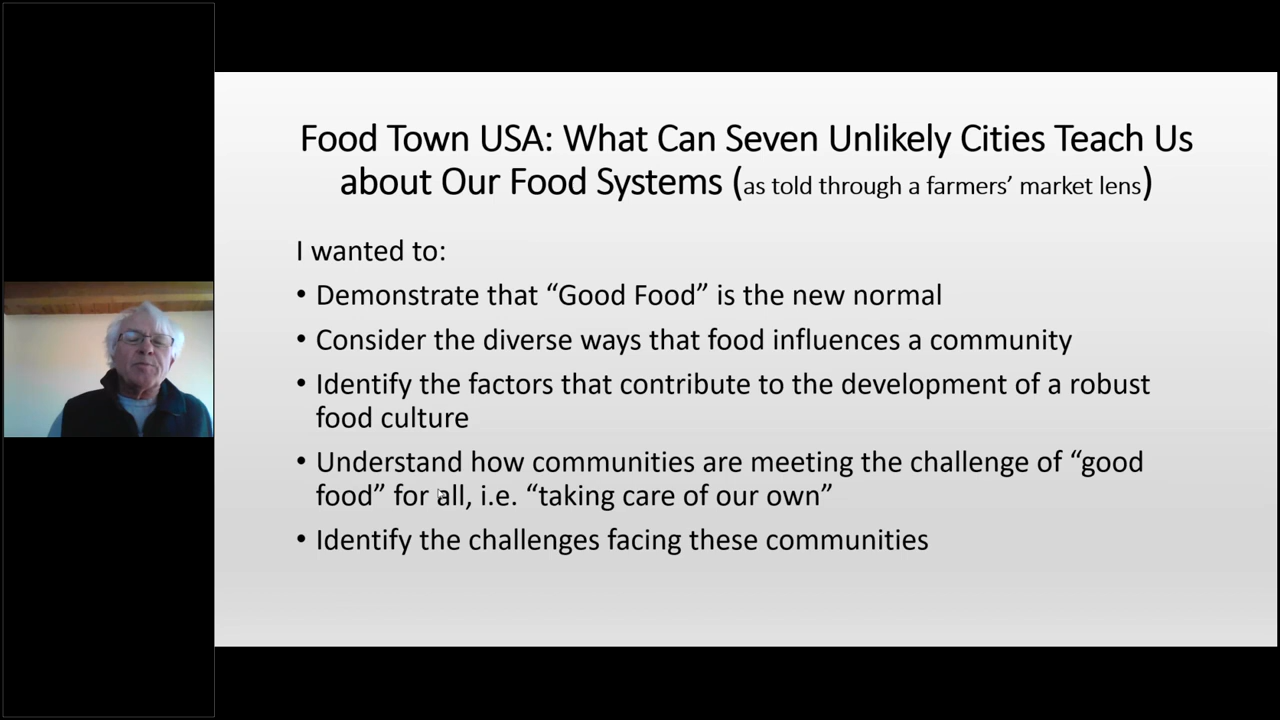 Food Town USA: What Can Seven Unlikely Cities Teach Us
about Our Food Systems (as told through a farmers’ market lens)
I wanted to:
• Demonstrate that “Good Food” is the new normal
• Consider the diverse ways that food influences a community
• Identify the factors that contribute to the development of a robust
food culture
• Understand how communities are meeting the challenge of “good
food” for all, i.e. “taking care of our own”
• Identify the challenges facing these communities